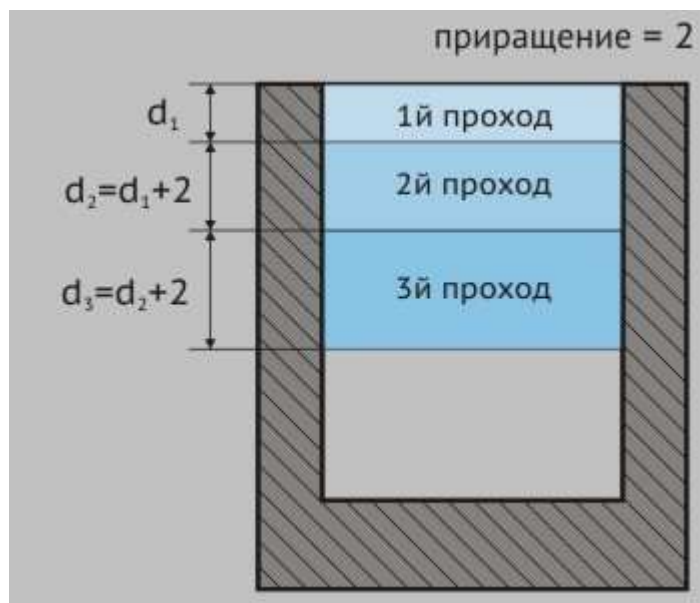 приращение = 2
d₁
1й проход
d₂=d₁+2
2й проход
d₃=d₂+2
3й проход